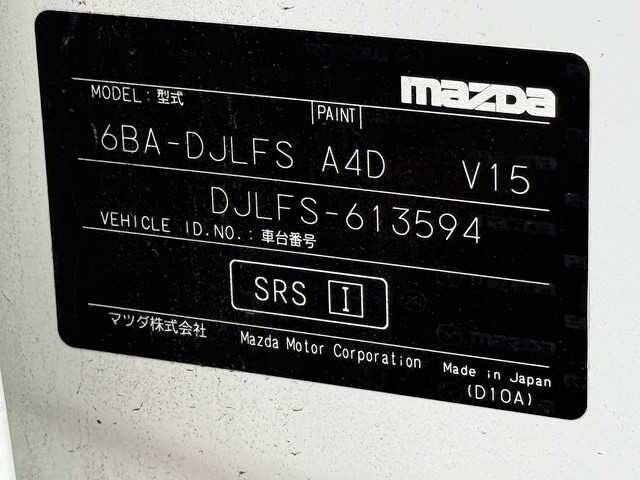 mazda
MODEL: 型式
PAINT
6BA-DJLFS A4D V15
DJLFS-613594
VEHICLE ID.NO.: 車台番号
SRS I
マツダ株式会社 Mazda Motor Corporation Made in Japan
(D10A)